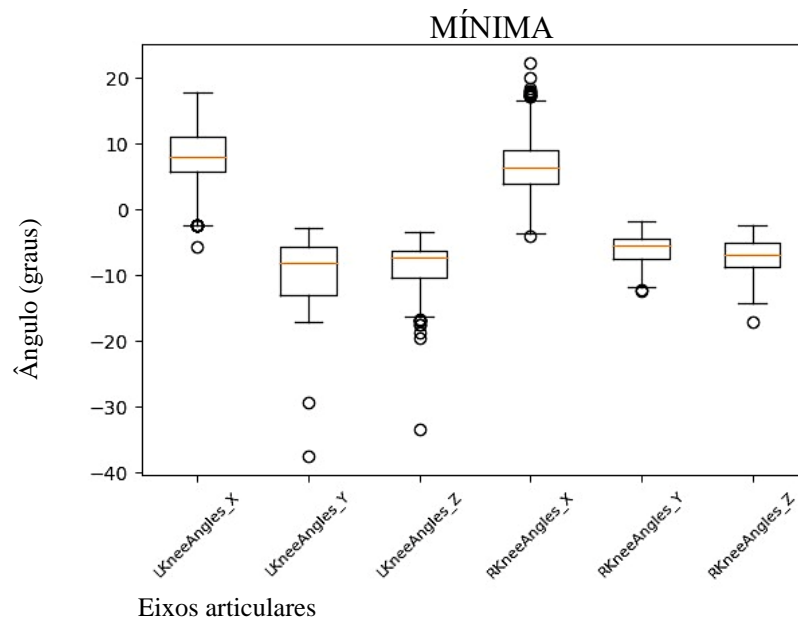 MÍNIMA
20
10
0
−10
−20
−30
−40
Ângulo (graus)
LKneeAngles_X
LKneeAngles_Y
LKneeAngles_Z
RKneeAngles_X
RKneeAngles_Y
RKneeAngles_Z
Eixos articulares